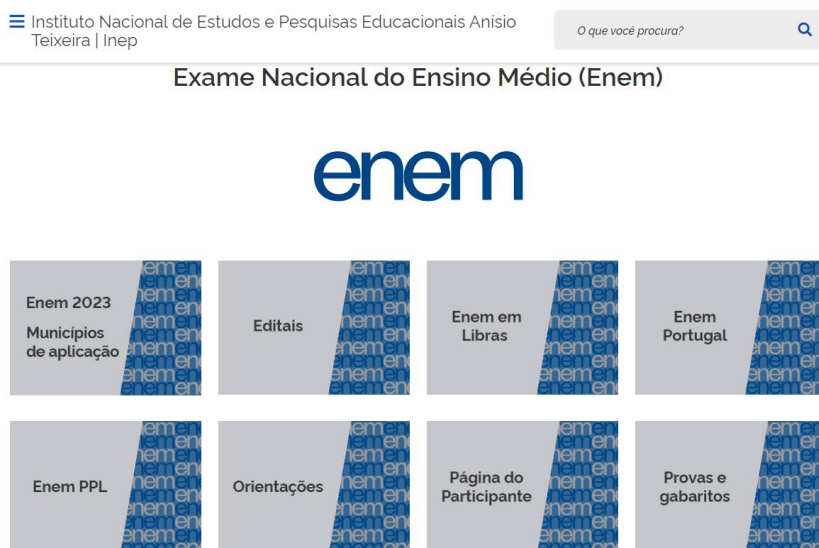 Instituto Nacional de Estudos e Pesquisas Educacionais Anísio
Teixeira | Inep
O que você procura?
Exame Nacional do Ensino Médio (Enem)
enem
Enem 2023
Municípios
de aplicação
Editais
Enem em
Libras
Enem
Portugal
Enem PPL
Orientações
Página do
Participante
Provas e
gabaritos